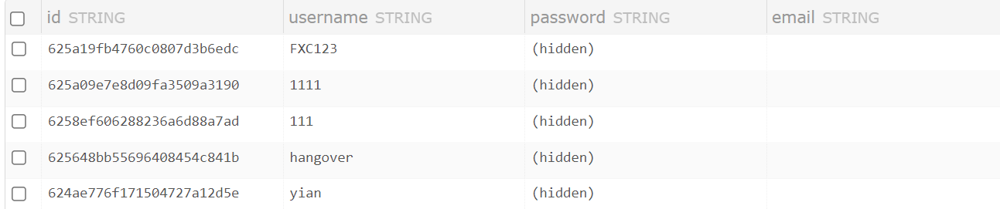 id STRING username STRING password STRING email STRING
625a19fb4760c0807d3b6edc FXC123 (hidden)
625a09e7e8d09fa3509a3190 1111 (hidden)
6258ef606288236a6d88a7ad 111 (hidden)
625648bb55696408454c841b hangover (hidden)
624ae776f171504727a12d5e yian (hidden)